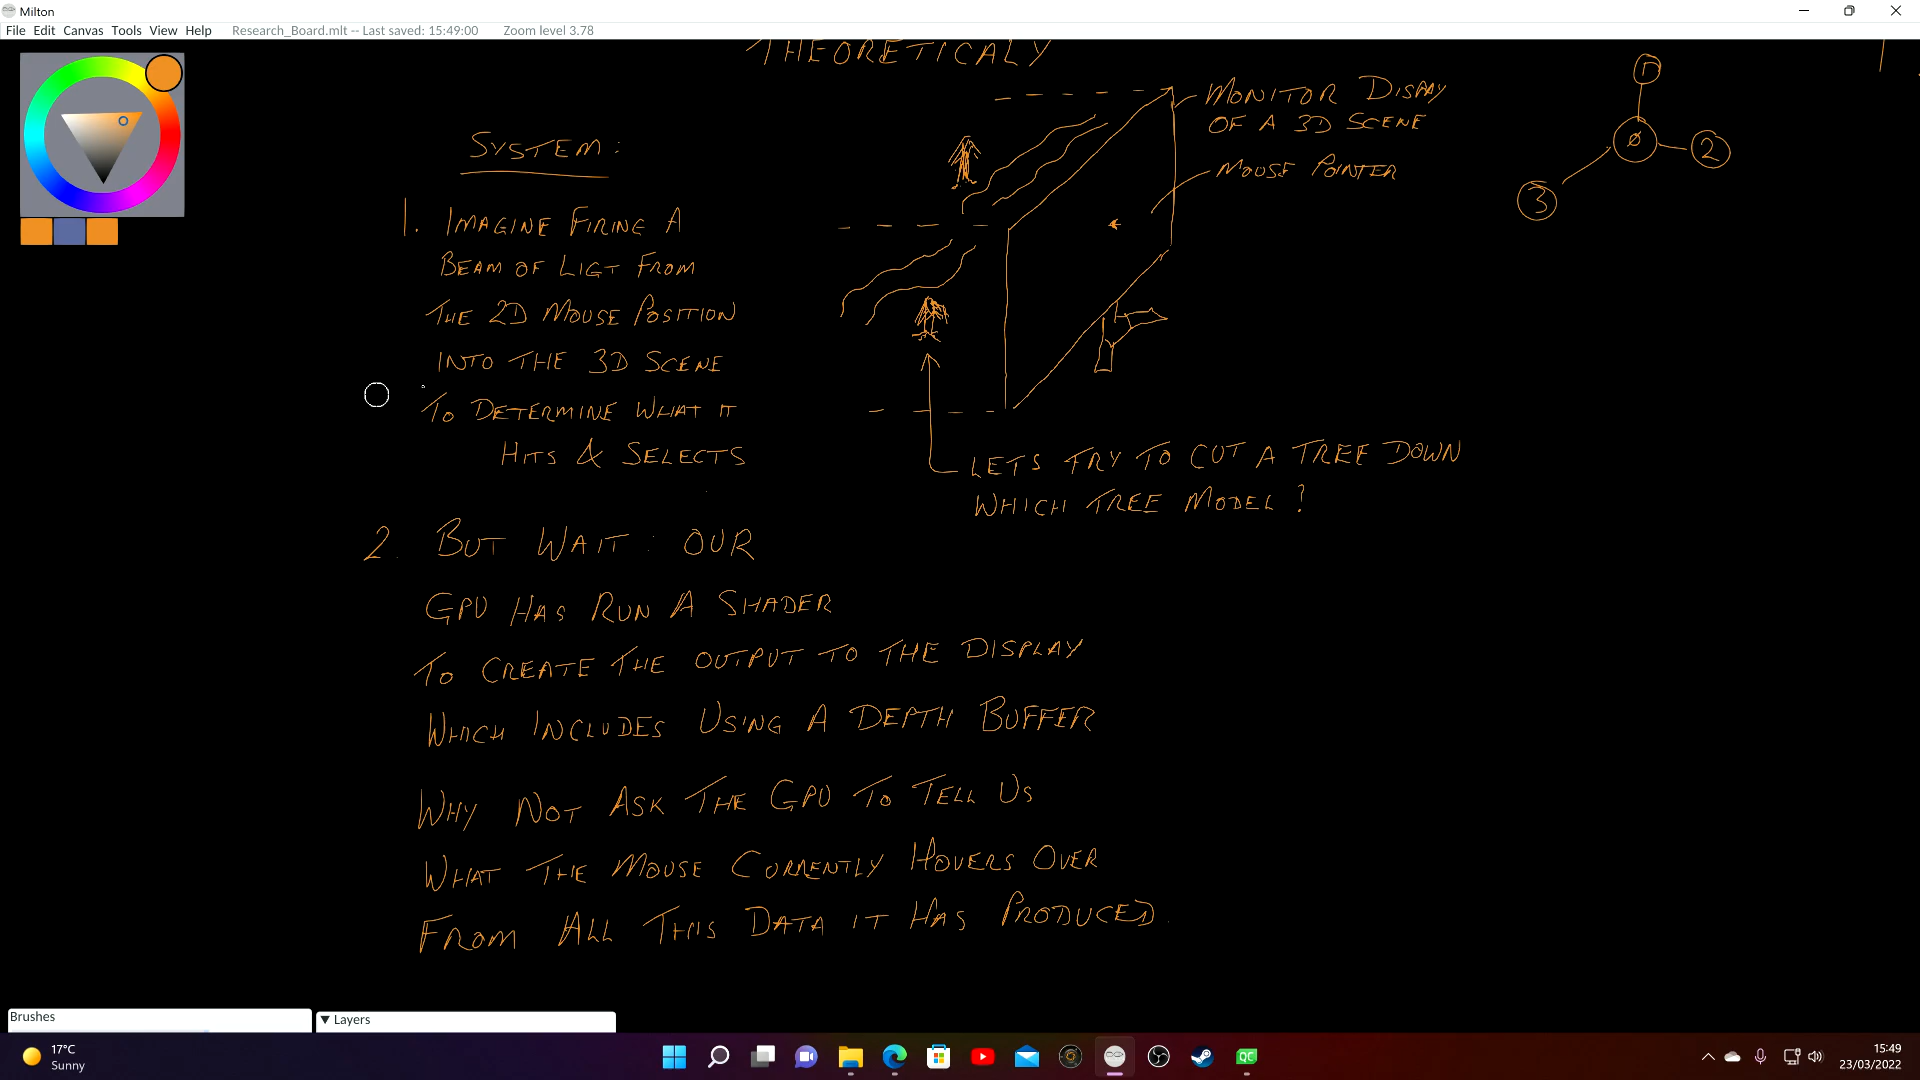 Milton
File Edit Canvas Tools View Help Research_Board.mlt -- Last saved: 15:49:00 Zoom level 3.78
THEORETICALY
SYSTEM:
1. IMAGINE FIRING A
BEAM OF LIGT FROM
THE 2D MOUSE POSITION
INTO THE 3D SCENE
TO DETERMINE WHAT IT
HITS & SELECTS
MONITOR DISPAY
OF A 3D SCENE
MOUSE POINTER
LETS TRY TO CUT A TREE DOWN
WHICH TREE MODEL?
2
3
2. BUT WAIT: OUR
GPU HAS RUN A SHADER
TO CREATE THE OUTPUT TO THE DISPLAY
WHICH INCLUDES USING A DEPTH BUFFER
WHY NOT ASK THE GPU TO TELL US
WHAT THE MOUSE CURRENTLY HOVERS OVER
FROM ALL THIS DATA IT HAS PRODUCED.
Brushes
▼ Layers
17°C
Sunny
QC
15:49
23/03/2022